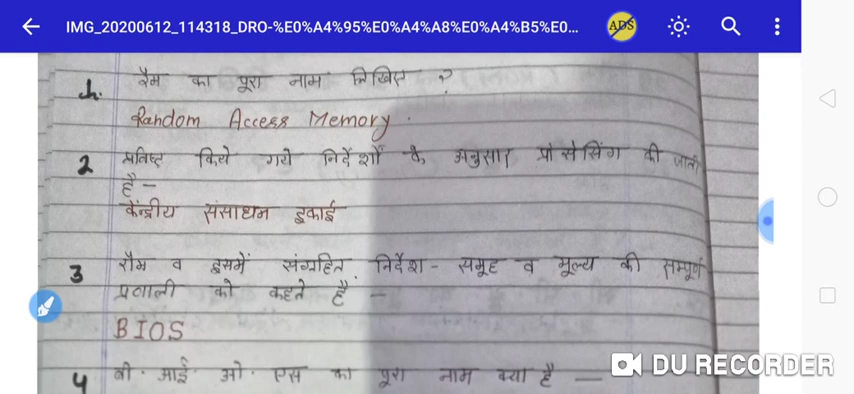 IMG_20200612_114318_DRO-%E0%A4%95%E0%A4%A8%E0%A4%B5%E0...
ADS
1. रैम का पूरा नाम लिखिए ?
Random Access Memory.
2 प्रविष्ट किये गये निर्देशों के अनुसार प्रोसेसिंग की जाती
है -
केन्द्रीय संसाधन इकाई
3 रौम व इसमें संग्रहित निर्देश - समूह व मूल्य की सम्पूर्ण
प्रणाली को कहते है -
BIOS
DU RECORDER
4 बी. आई. ओ. एस का पूरा नाम क्या है -